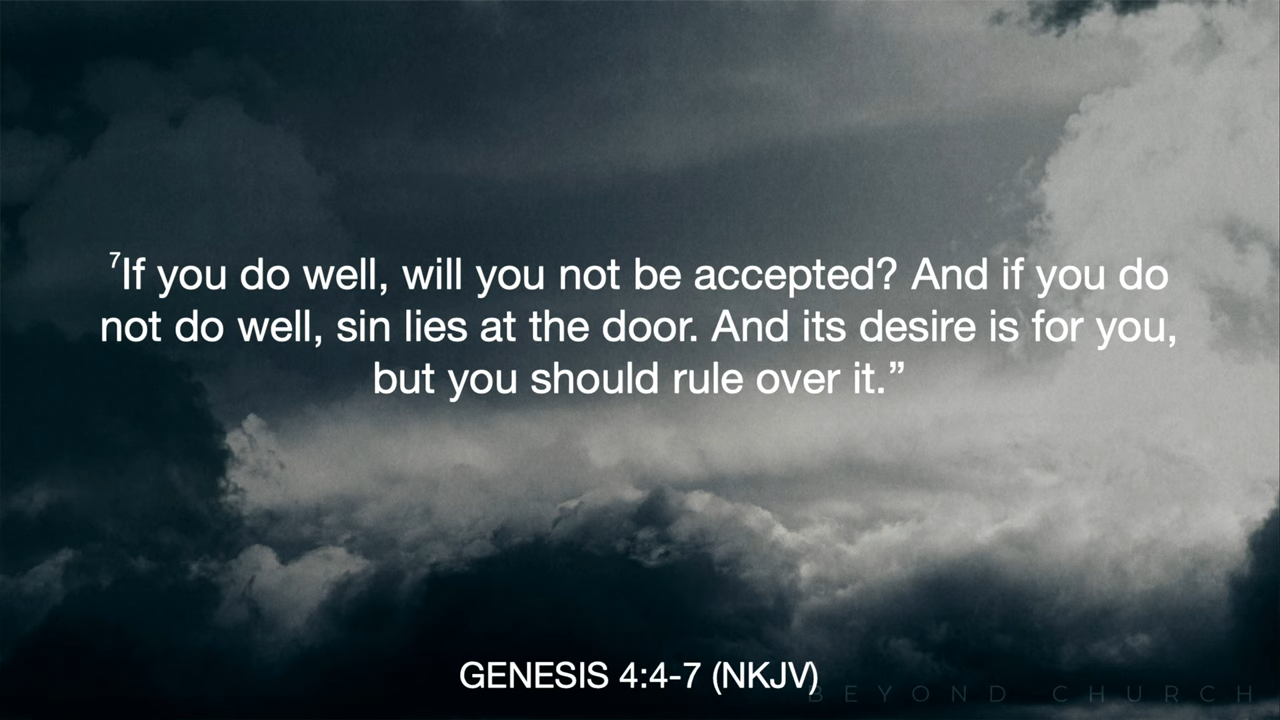 ⁷If you do well, will you not be accepted? And if you do
not do well, sin lies at the door. And its desire is for you,
but you should rule over it.”
GENESIS 4:4-7 (NKJV)
BEYOND CHURCH